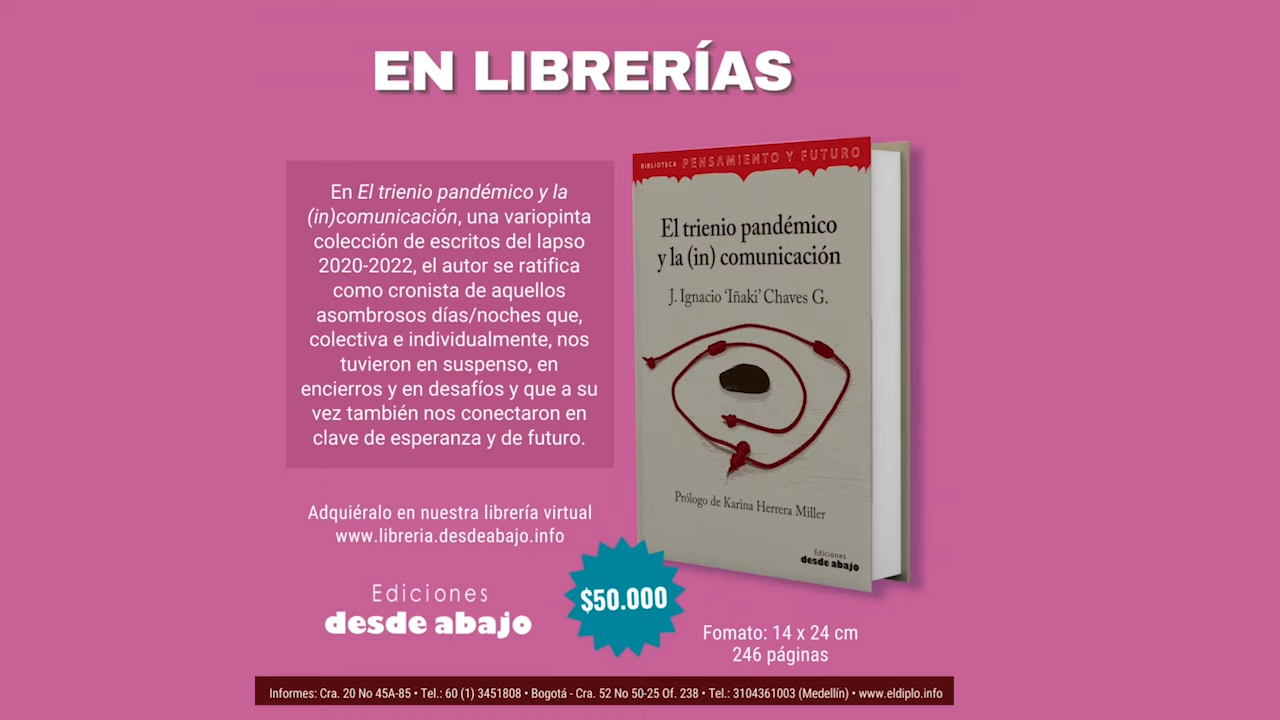 EN LIBRERÍAS
En El trienio pandémico y la
(in)comunicación, una variopinta
colección de escritos del lapso
2020-2022, el autor se ratifica
como cronista de aquellos
asombrosos días/noches que,
colectiva e individualmente, nos
tuvieron en suspenso, en
encierros y en desafíos y que a su
vez también nos conectaron en
clave de esperanza y de futuro.
Adquiéralo en nuestra librería virtual
www.libreria.desdeabajo.info
Ediciones
desde abajo
$50.000
BIBLIOTECA PENSAMIENTO Y FUTURO
El trienio pandémico
y la (in) comunicación
J. Ignacio ‘Iñaki’ Chaves G.
Prólogo de Karina Herrera Miller
Ediciones
desde abajo
Fomato: 14 x 24 cm
246 páginas
Informes: Cra. 20 No 45A-85 • Tel.: 60 (1) 3451808 • Bogotá - Cra. 52 No 50-25 Of. 238 • Tel.: 3104361003 (Medellín) • www.eldiplo.info